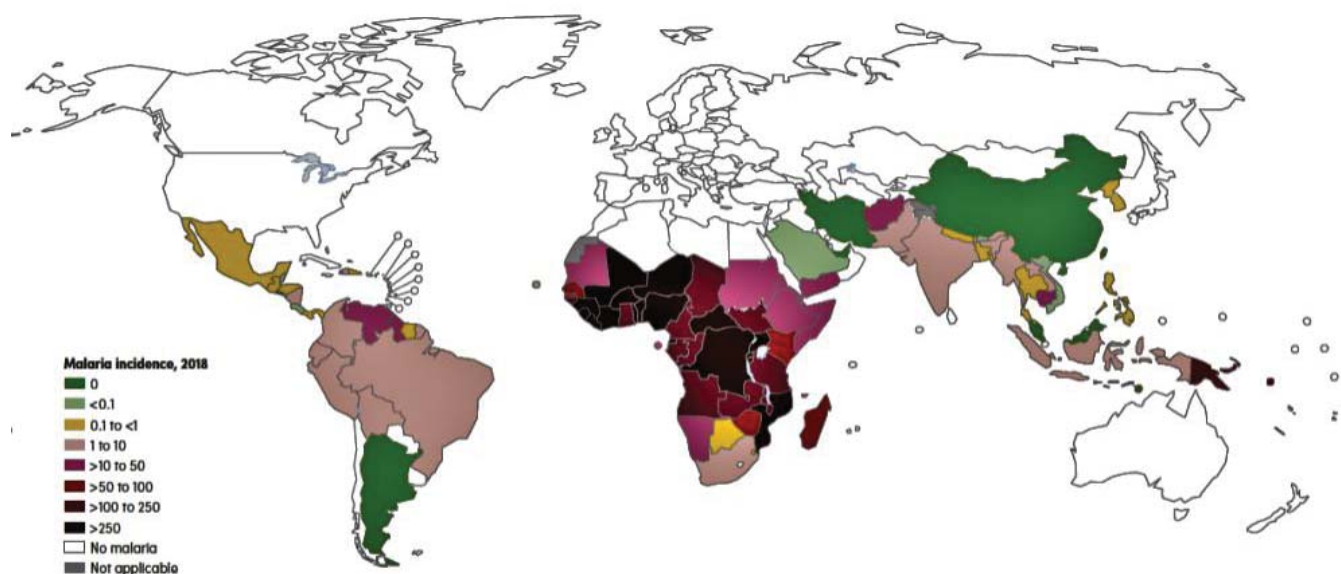 Malaria incidence, 2018
0
<0.1
0.1 to <1
1 to 10
>10 to 50
>50 to 100
>100 to 250
>250
No malaria
Not applicable